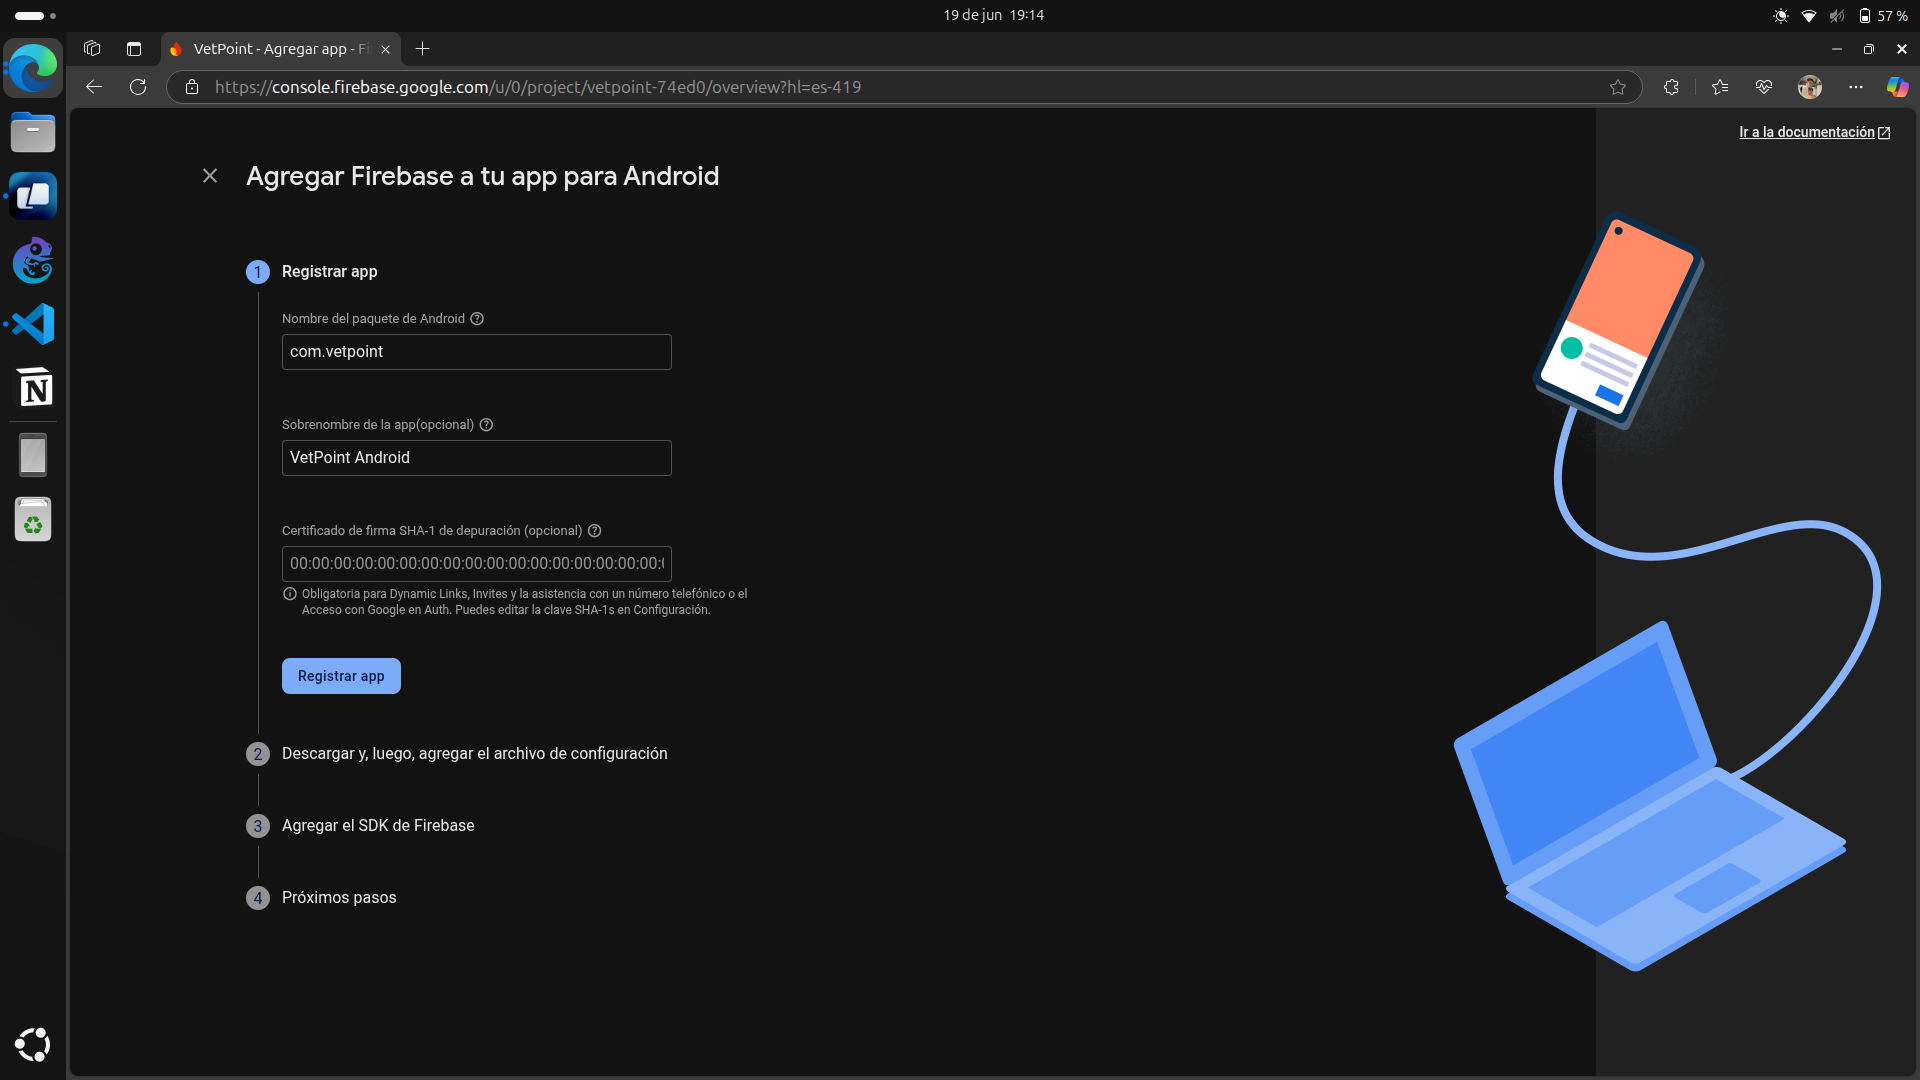 19 de jun 19:14
57 %
VetPoint - Agregar app - Fi
https://console.firebase.google.com/u/0/project/vetpoint-74ed0/overview?hl=es-419
Ir a la documentación
Agregar Firebase a tu app para Android
1 Registrar app
Nombre del paquete de Android
com.vetpoint
Sobrenombre de la app(opcional)
VetPoint Android
Certificado de firma SHA-1 de depuración (opcional)
00:00:00:00:00:00:00:00:00:00:00:00:00:00:00:00:00:
Obligatoria para Dynamic Links, Invites y la asistencia con un número telefónico o el
Acceso con Google en Auth. Puedes editar la clave SHA-1s en Configuración.
Registrar app
2 Descargar y, luego, agregar el archivo de configuración
3 Agregar el SDK de Firebase
4 Próximos pasos